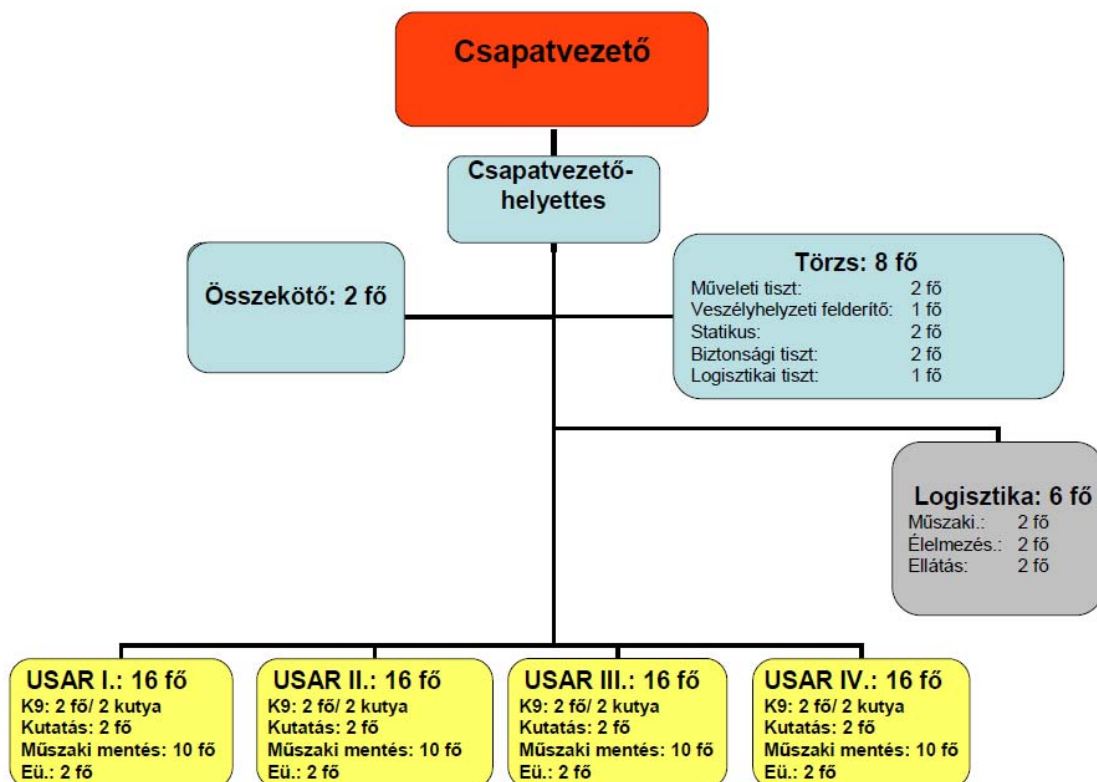 Csapatvezető
Csapatvezető-
helyettes
Összekötő: 2 fő
Törzs: 8 fő
Műveleti tiszt: 2 fő
Veszélyhelyzeti felderítő: 1 fő
Statikus: 2 fő
Biztonsági tiszt: 2 fő
Logisztikai tiszt: 1 fő
Logisztika: 6 fő
Műszaki.: 2 fő
Élelmezés.: 2 fő
Ellátás: 2 fő
USAR I.: 16 fő
K9: 2 fő/ 2 kutya
Kutatás: 2 fő
Műszaki mentés: 10 fő
Eü.: 2 fő
USAR II.: 16 fő
K9: 2 fő/ 2 kutya
Kutatás: 2 fő
Műszaki mentés: 10 fő
Eü.: 2 fő
USAR III.: 16 fő
K9: 2 fő/ 2 kutya
Kutatás: 2 fő
Műszaki mentés: 10 fő
Eü.: 2 fő
USAR IV.: 16 fő
K9: 2 fő/ 2 kutya
Kutatás: 2 fő
Műszaki mentés: 10 fő
Eü.: 2 fő